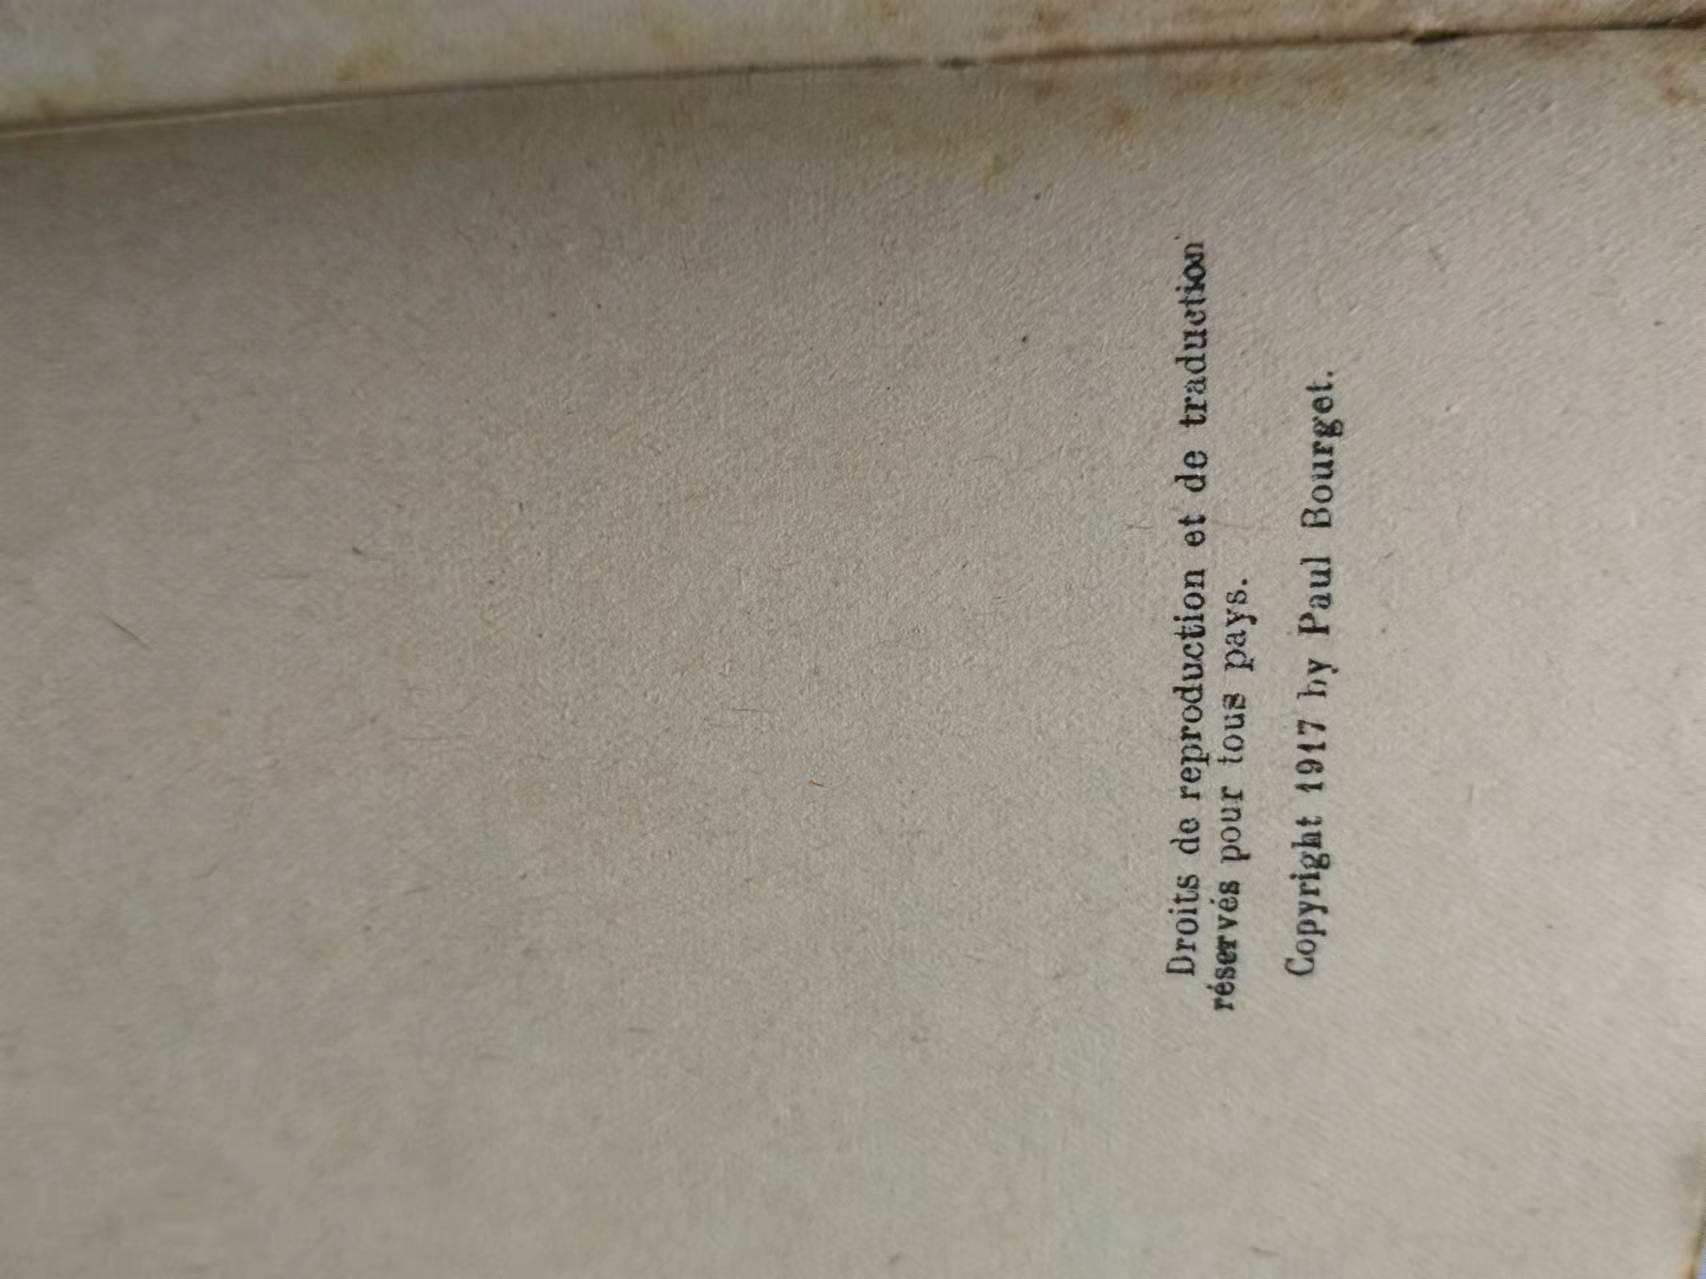 Droits de reproduction et de traduction
réservés pour tous pays.
Copyright 1917 by Paul Bourget.